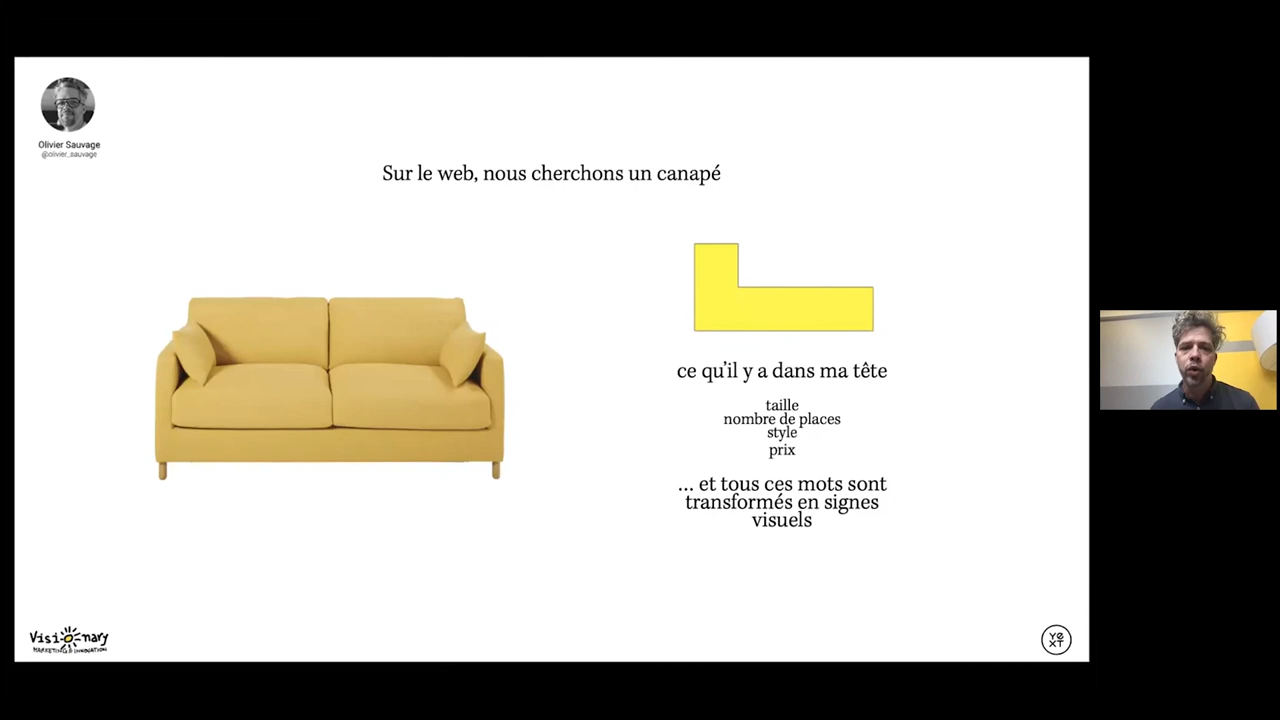 Olivier Sauvage
@olivier_sauvage
Sur le web, nous cherchons un canapé
ce qu'il y a dans ma tête
taille
nombre de places
style
prix
... et tous ces mots sont
transformés en signes
visuels
Visionary
MARKETING & INNOVATION
YEXT